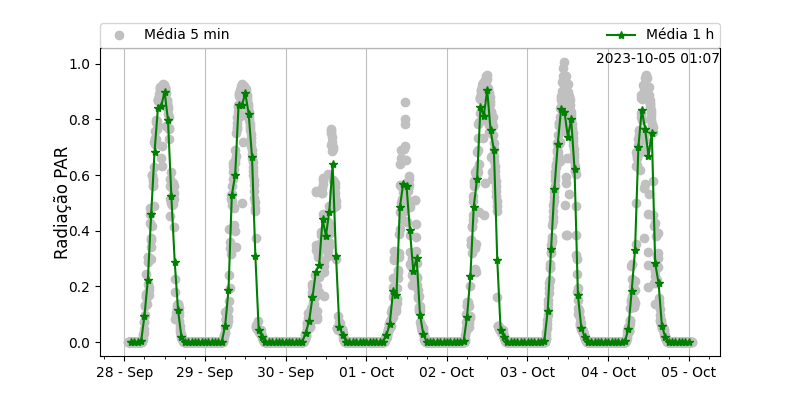 Média 5 min
Média 1 h
2023-10-05 01:07
1.0
0.8
0.6
0.4
0.2
0.0
Radiação PAR
28 - Sep
29 - Sep
30 - Sep
01 - Oct
02 - Oct
03 - Oct
04 - Oct
05 - Oct